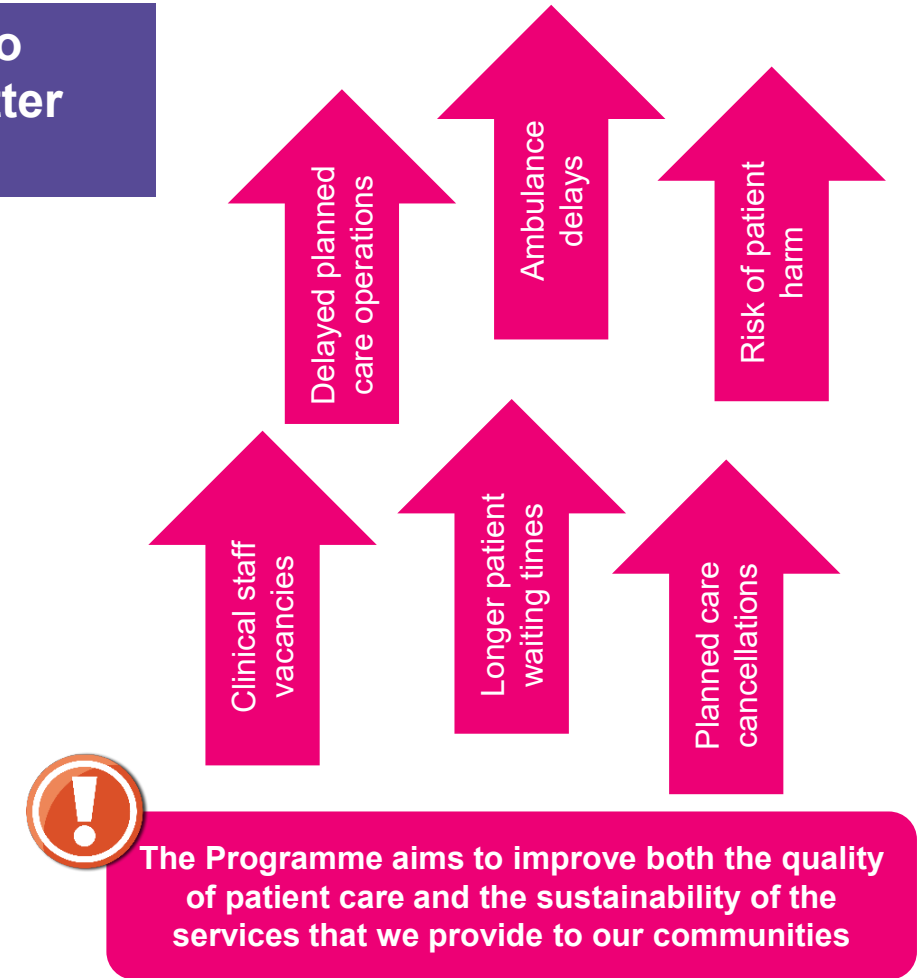 Delayed planned
care operations
Ambulance
delays
Risk of patient
harm
Clinical staff
vacancies
Longer patient
waiting times
Planned care
cancellations
!
The Programme aims to improve both the quality
of patient care and the sustainability of the
services that we provide to our communities